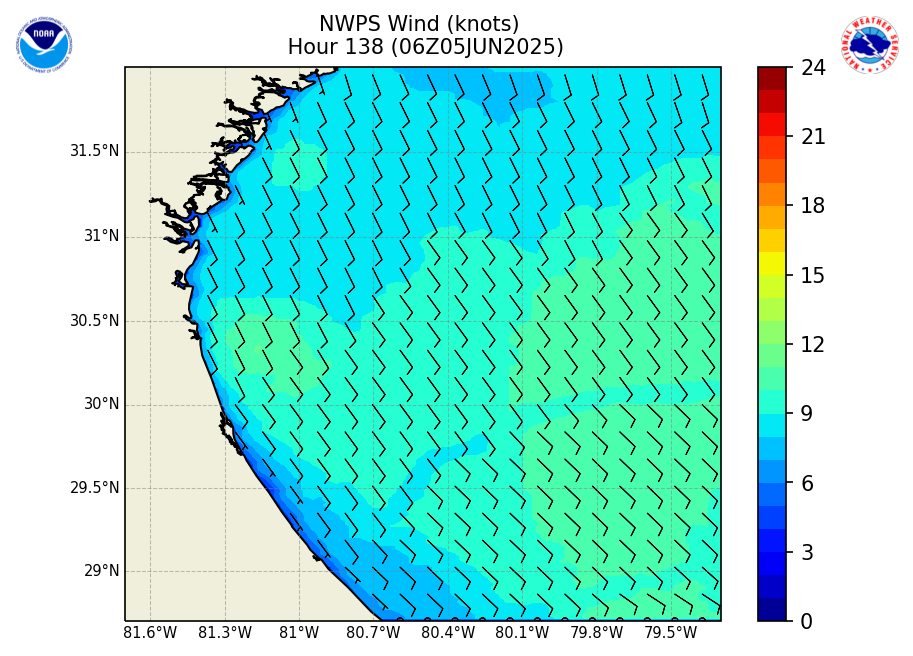 NWPS Wind (knots)
Hour 138 (06Z05JUN2025)
NOAA
NATIONAL WEATHER SERVICE
24
21
18
15
12
9
6
3
0
31.5°N
31°N
30.5°N
30°N
29.5°N
29°N
81.6°W 81.3°W 81°W 80.7°W 80.4°W 80.1°W 79.8°W 79.5°W